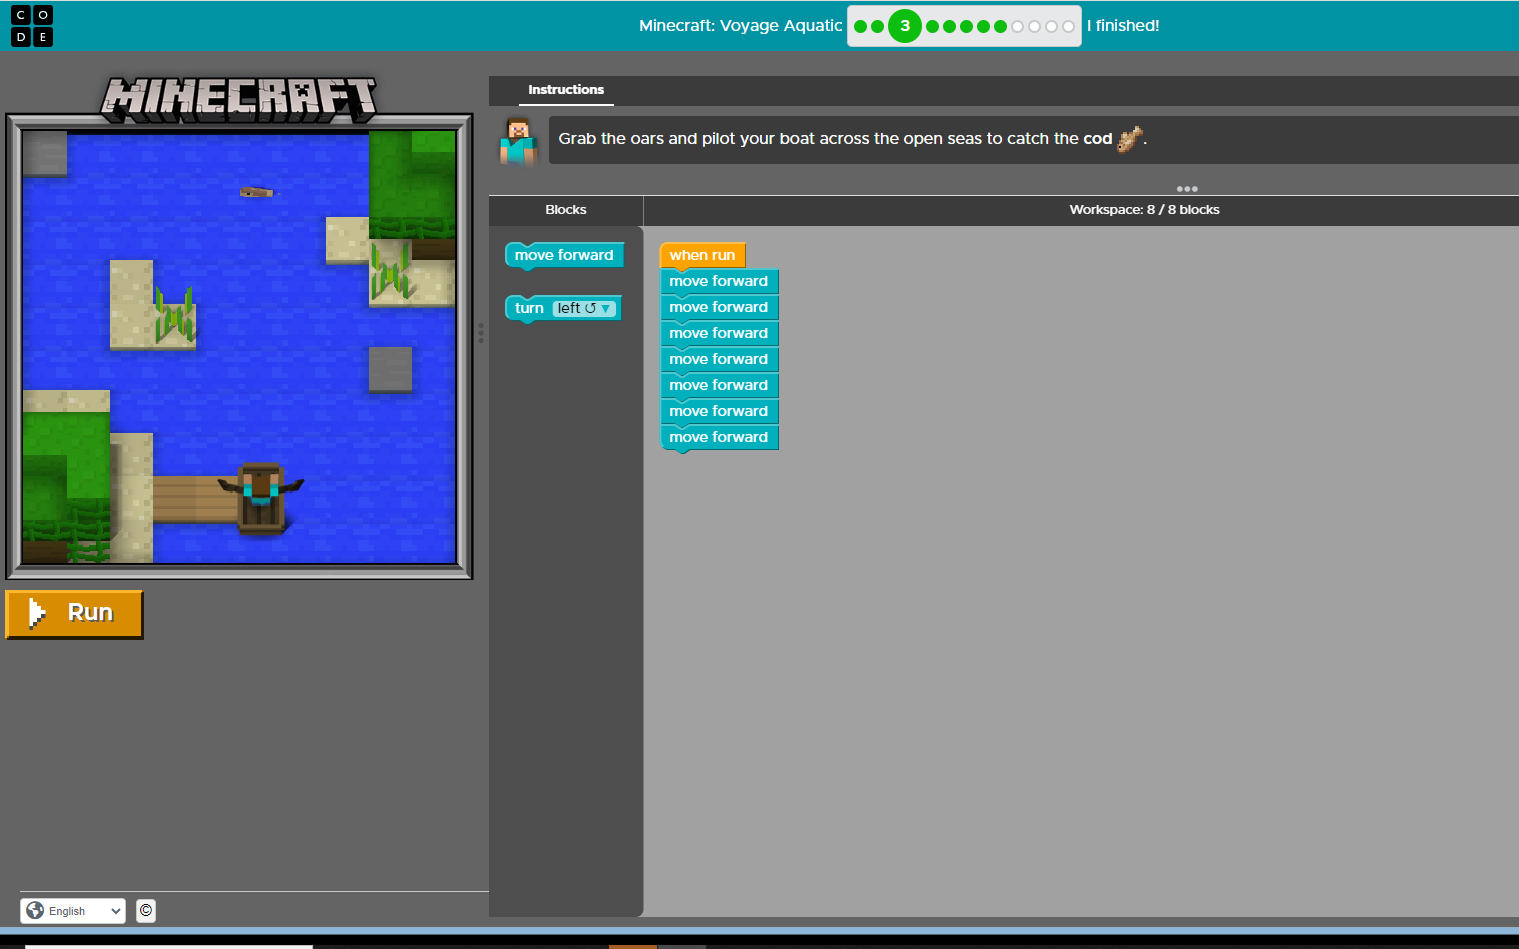 C O
D E
Minecraft: Voyage Aquatic
3
I finished!
MINECRAFT
Instructions
Grab the oars and pilot your boat across the open seas to catch the cod .
Blocks
Workspace: 8 / 8 blocks
move forward
turn left ↺ ▼
when run
move forward
move forward
move forward
move forward
move forward
move forward
move forward
Run
English
©